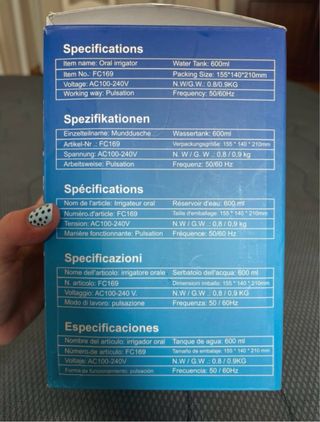 Specifications
Item name: Oral irrigator Water Tank: 600ml
Item No.: FC169 Packing Size: 155*140*210mm
Voltage: AC100-240V N.W/G.W.: 0.8/0.9KG
Working way: Pulsation Frequency: 50/60Hz
Spezifikationen
Einzelteilname: Munddusche Wassertank: 600ml
Artikel-Nr .: FC169 Verpackungsgröße: 155 * 140 * 210mm
Spannung: AC100-240V N. W / G. W .: 0,8 / 0,9 kg
Arbeitsweise: Pulsation Frequenz: 50 / 60Hz
Spécifications
Nom de l'article: Irrigateur oral Réservoir d'eau: 600 ml
Numéro.d'article: FC169 Taille d'emballage: 155 * 140 * 210mm
Tension: AC100-240V N.W / G.W .: 0,8 / 0,9 kg
Manière fonctionnante: Pulsation Fréquence: 50/60 Hz
Specificazioni
Nome dell'articolo: irrigatore orale Serbatoio dell'acqua: 600 ml
N. articolo: FC169 Dimensioni imballo: 155 * 140 * 210mm
Voltaggio: AC100-240 V. N.W / G.W .: 0.8 / 0.9 KG
Modo di lavoro: pulsazione Frequenza: 50 / 60 Hz
Especificaciones
Nombre del artículo: irrigador oral Tanque de agua: 600 ml
Número de artículo: FC169 Tamaño de embalaje: 155 * 140 * 210 mm
Voltaje: AC100-240V N.W / G.W .: 0.8 / 0.9KG
Forma de funcionamiento: pulsación Frecuencia: 50 / 60 Hz